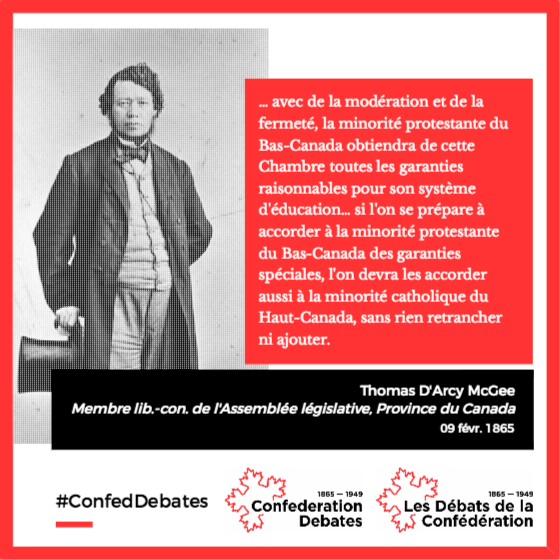 ... avec de la modération et de la
fermeté, la minorité protestante du
Bas-Canada obtiendra de cette
Chambre toutes les garanties
raisonnables pour son système
d'éducation... si l'on se prépare à
accorder à la minorité protestante
du Bas-Canada des garanties
spéciales, l'on devra les accorder
aussi à la minorité catholique du
Haut-Canada, sans rien retrancher
ni ajouter.
Thomas D'Arcy McGee
Membre lib.-con. de l'Assemblée législative, Province du Canada
09 févr. 1865
#ConfedDebates
1865 — 1949
Confederation
Debates
1865 — 1949
Les Débats de la
Confédération